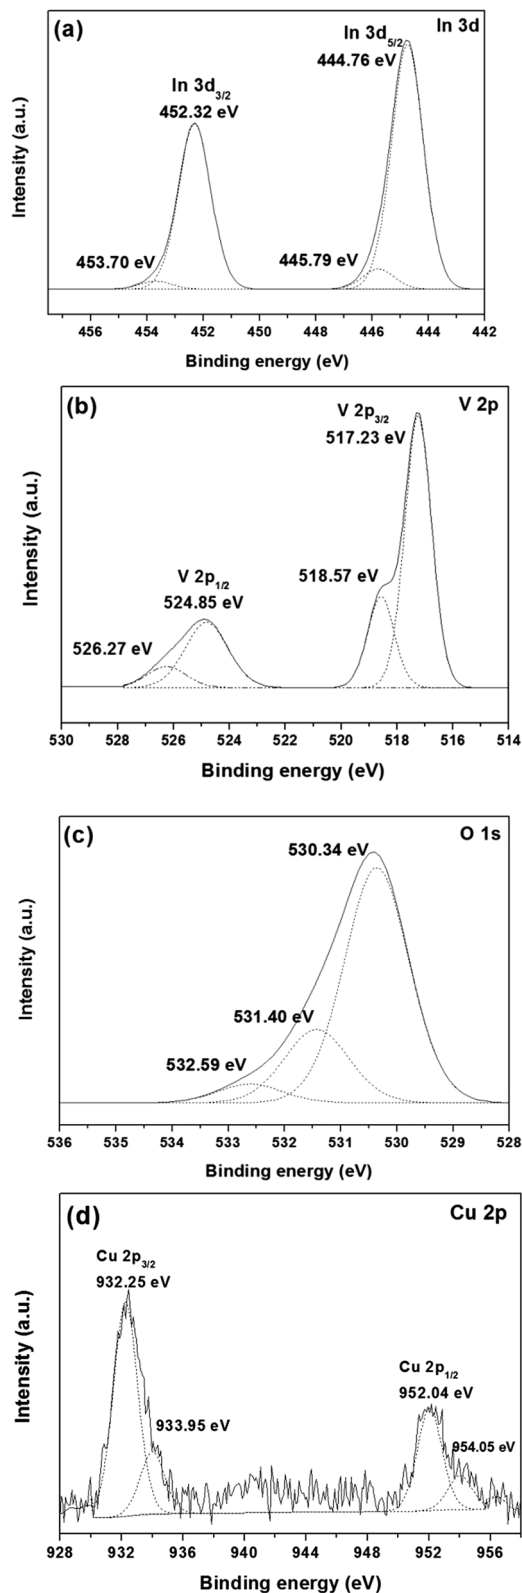 (a)
In 3d
In 3d5/2
444.76 eV
In 3d3/2
452.32 eV
453.70 eV
445.79 eV
Intensity (a.u.)
456 454 452 450 448 446 444 442
Binding energy (eV)
(b)
V 2p
V 2p3/2
517.23 eV
518.57 eV
V 2p1/2
524.85 eV
526.27 eV
Intensity (a.u.)
530 528 526 524 522 520 518 516 514
Binding energy (eV)
(c)
O 1s
530.34 eV
531.40 eV
532.59 eV
Intensity (a.u.)
536 535 534 533 532 531 530 529 528
Binding energy (eV)
(d)
Cu 2p
Cu 2p3/2
932.25 eV
Cu 2p1/2
952.04 eV
933.95 eV
954.05 eV
Intensity (a.u.)
928 932 936 940 944 948 952 956
Binding energy (eV)